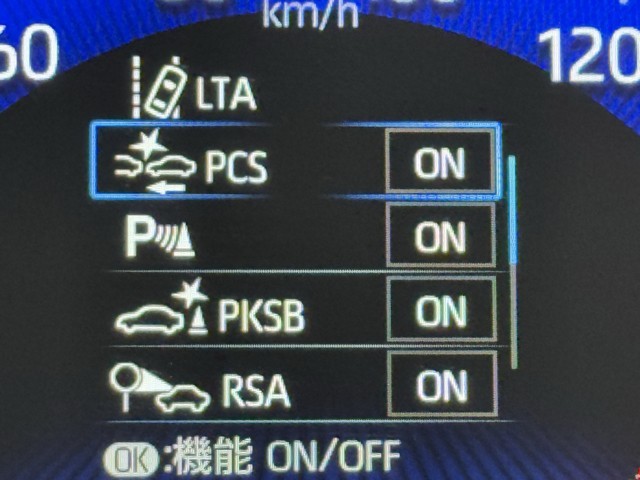 km/h
60 120
LTA
PCS ON
P ON
PKSB ON
RSA ON
OK:機能 ON/OFF